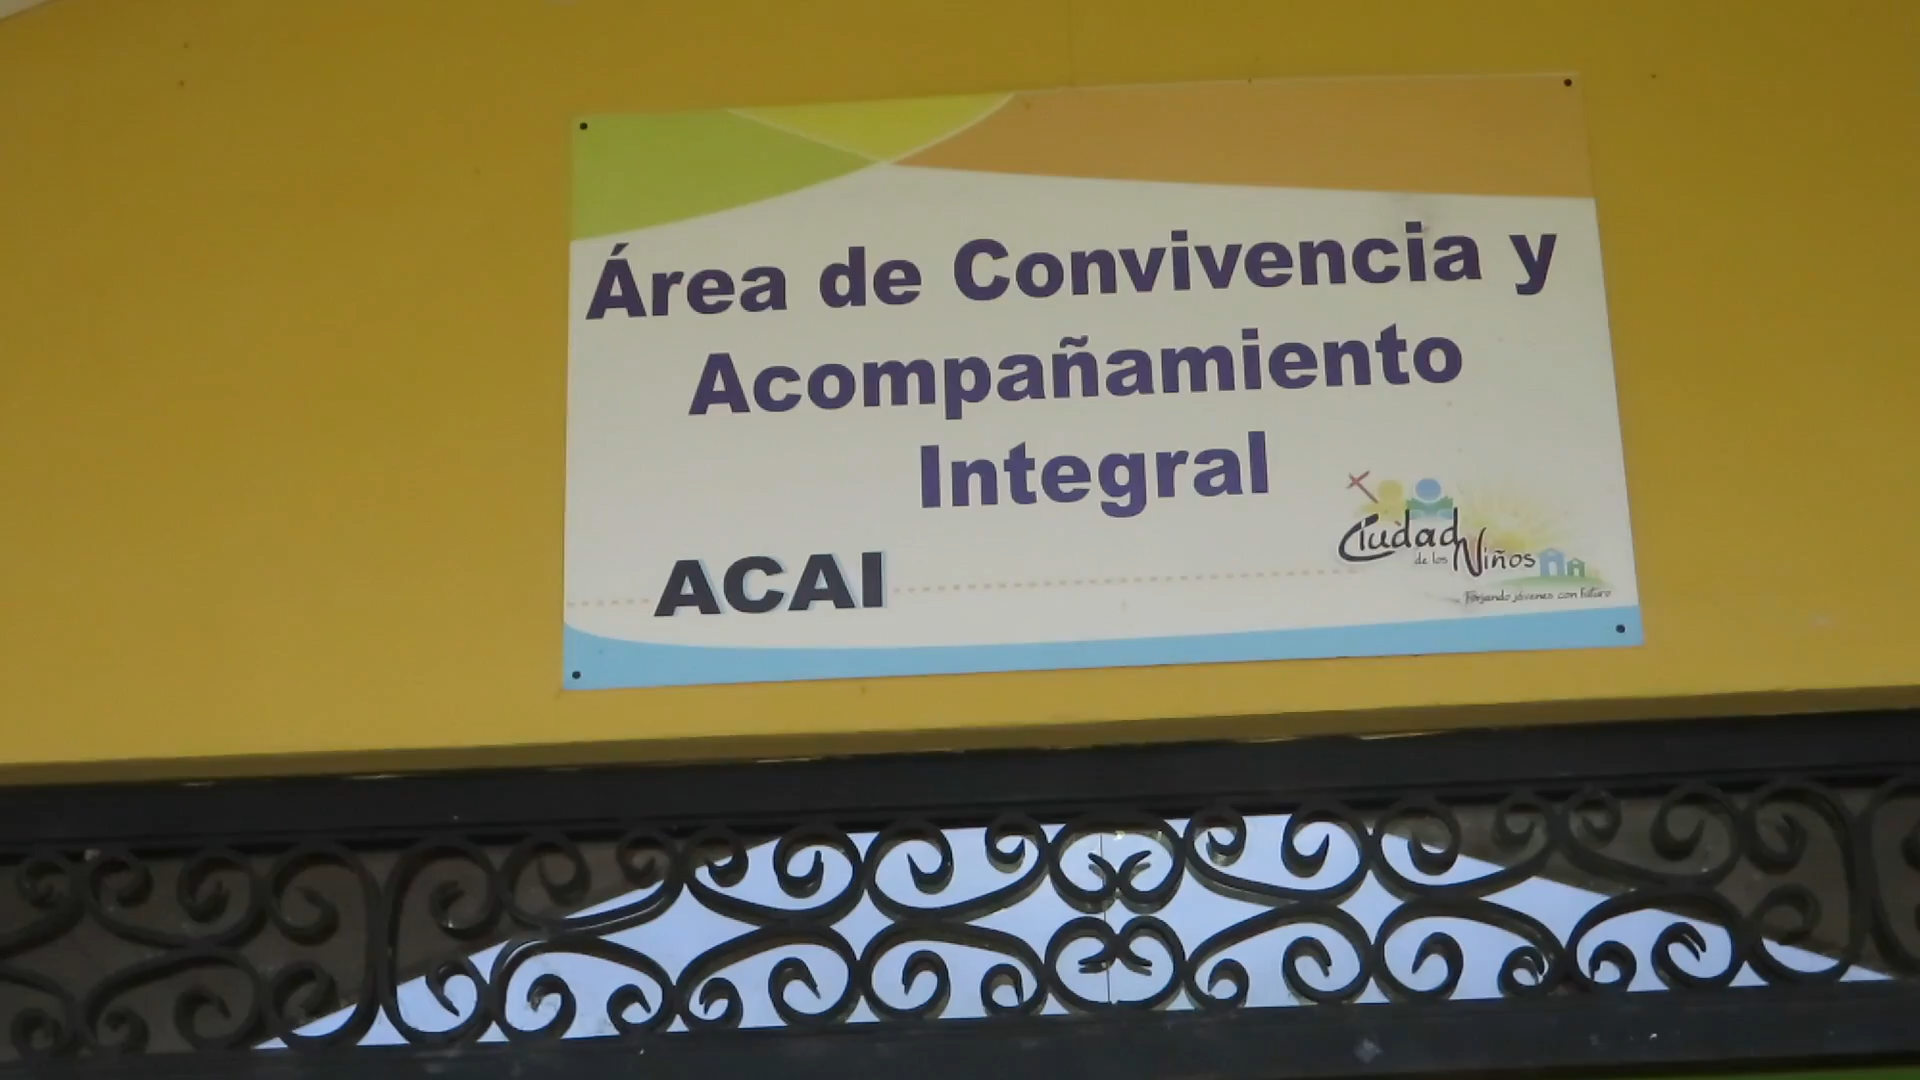 Área de Convivencia y
Acompañamiento
Integral
ACAI
Ciudad
de los Niños
Forjando jóvenes con futuro